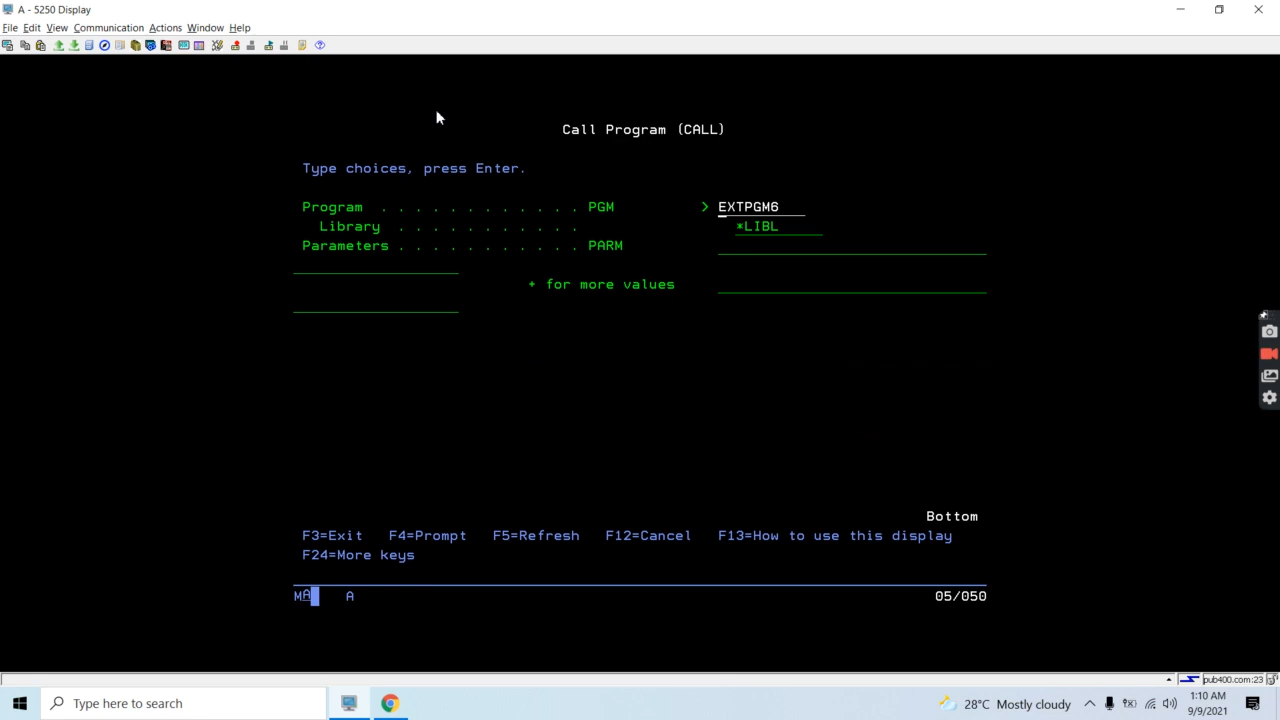 A - 5250 Display
File Edit View Communication Actions Window Help
Call Program (CALL)
Type choices, press Enter.
Program . . . . . . . . . . . . PGM > EXTPGM6
Library . . . . . . . . . . . *LIBL
Parameters . . . . . . . . . . . PARM
+ for more values
Bottom
F3=Exit F4=Prompt F5=Refresh F12=Cancel F13=How to use this display
F24=More keys
MA A 05/050
pub400.com:23
Type here to search
28°C Mostly cloudy
1:10 AM
9/9/2021